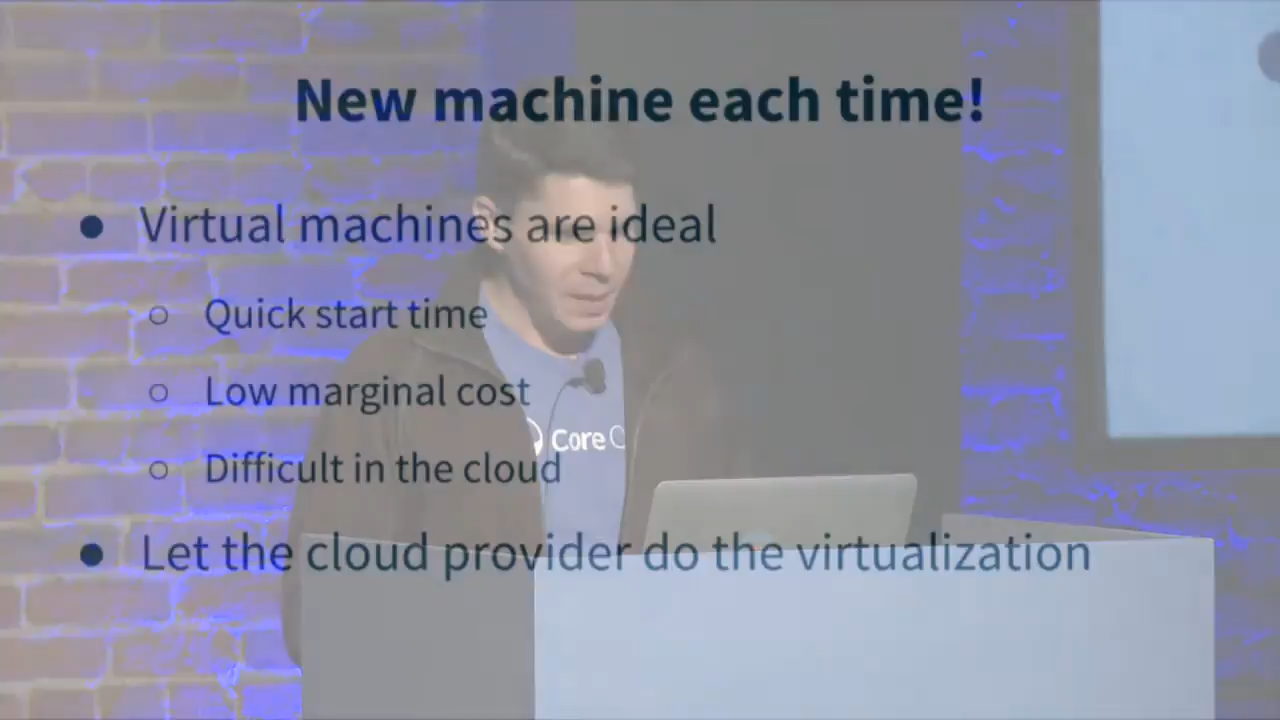 New machine each time!
● Virtual machines are ideal
○ Quick start time
○ Low marginal cost
○ Difficult in the cloud
● Let the cloud provider do the virtualization
Core